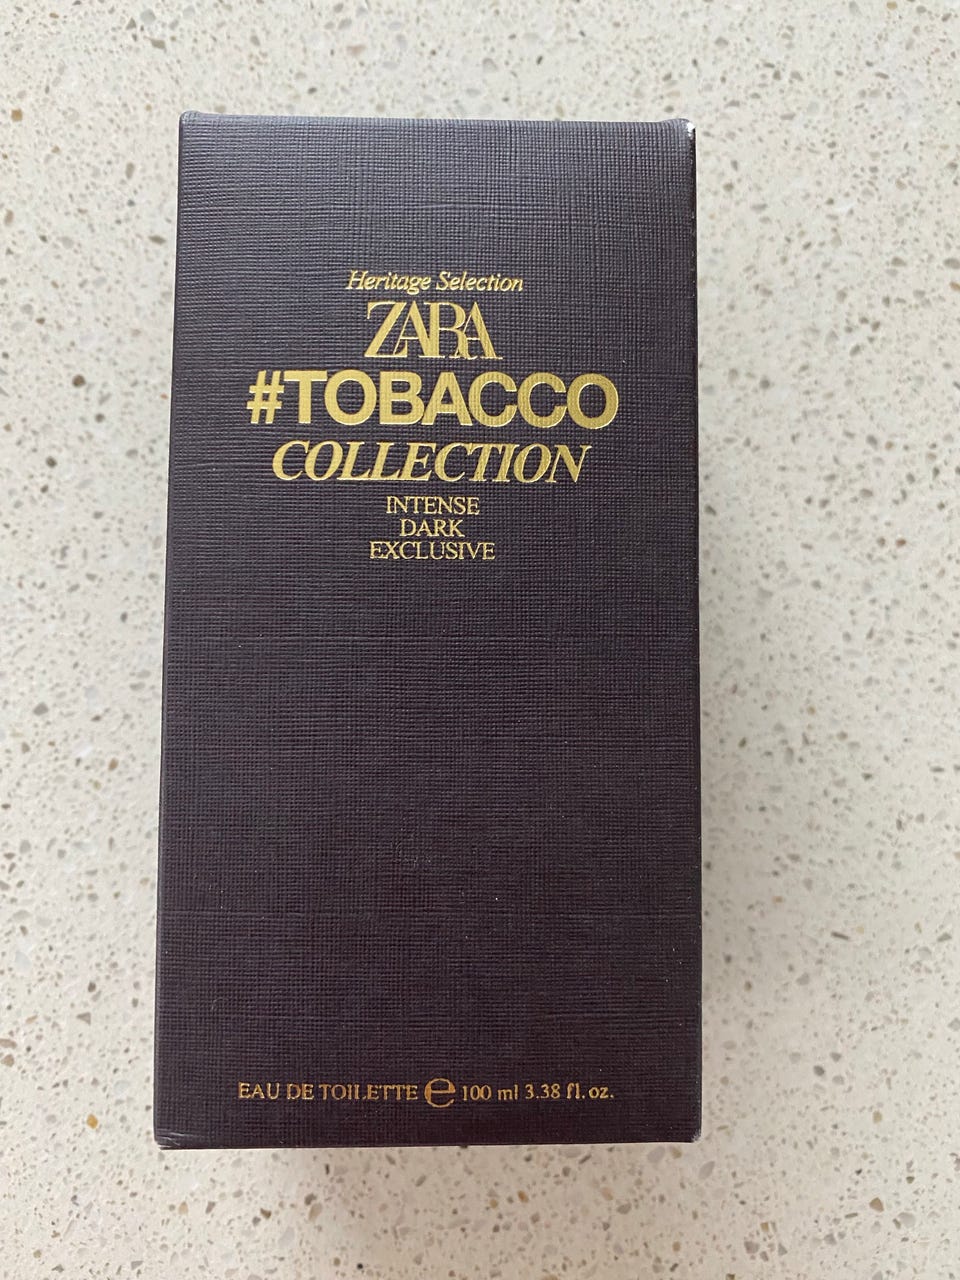 Heritage Selection
ZARA
#TOBACCO
COLLECTION
INTENSE
DARK
EXCLUSIVE
EAU DE TOILETTE ℮ 100 ml 3.38 fl. oz.